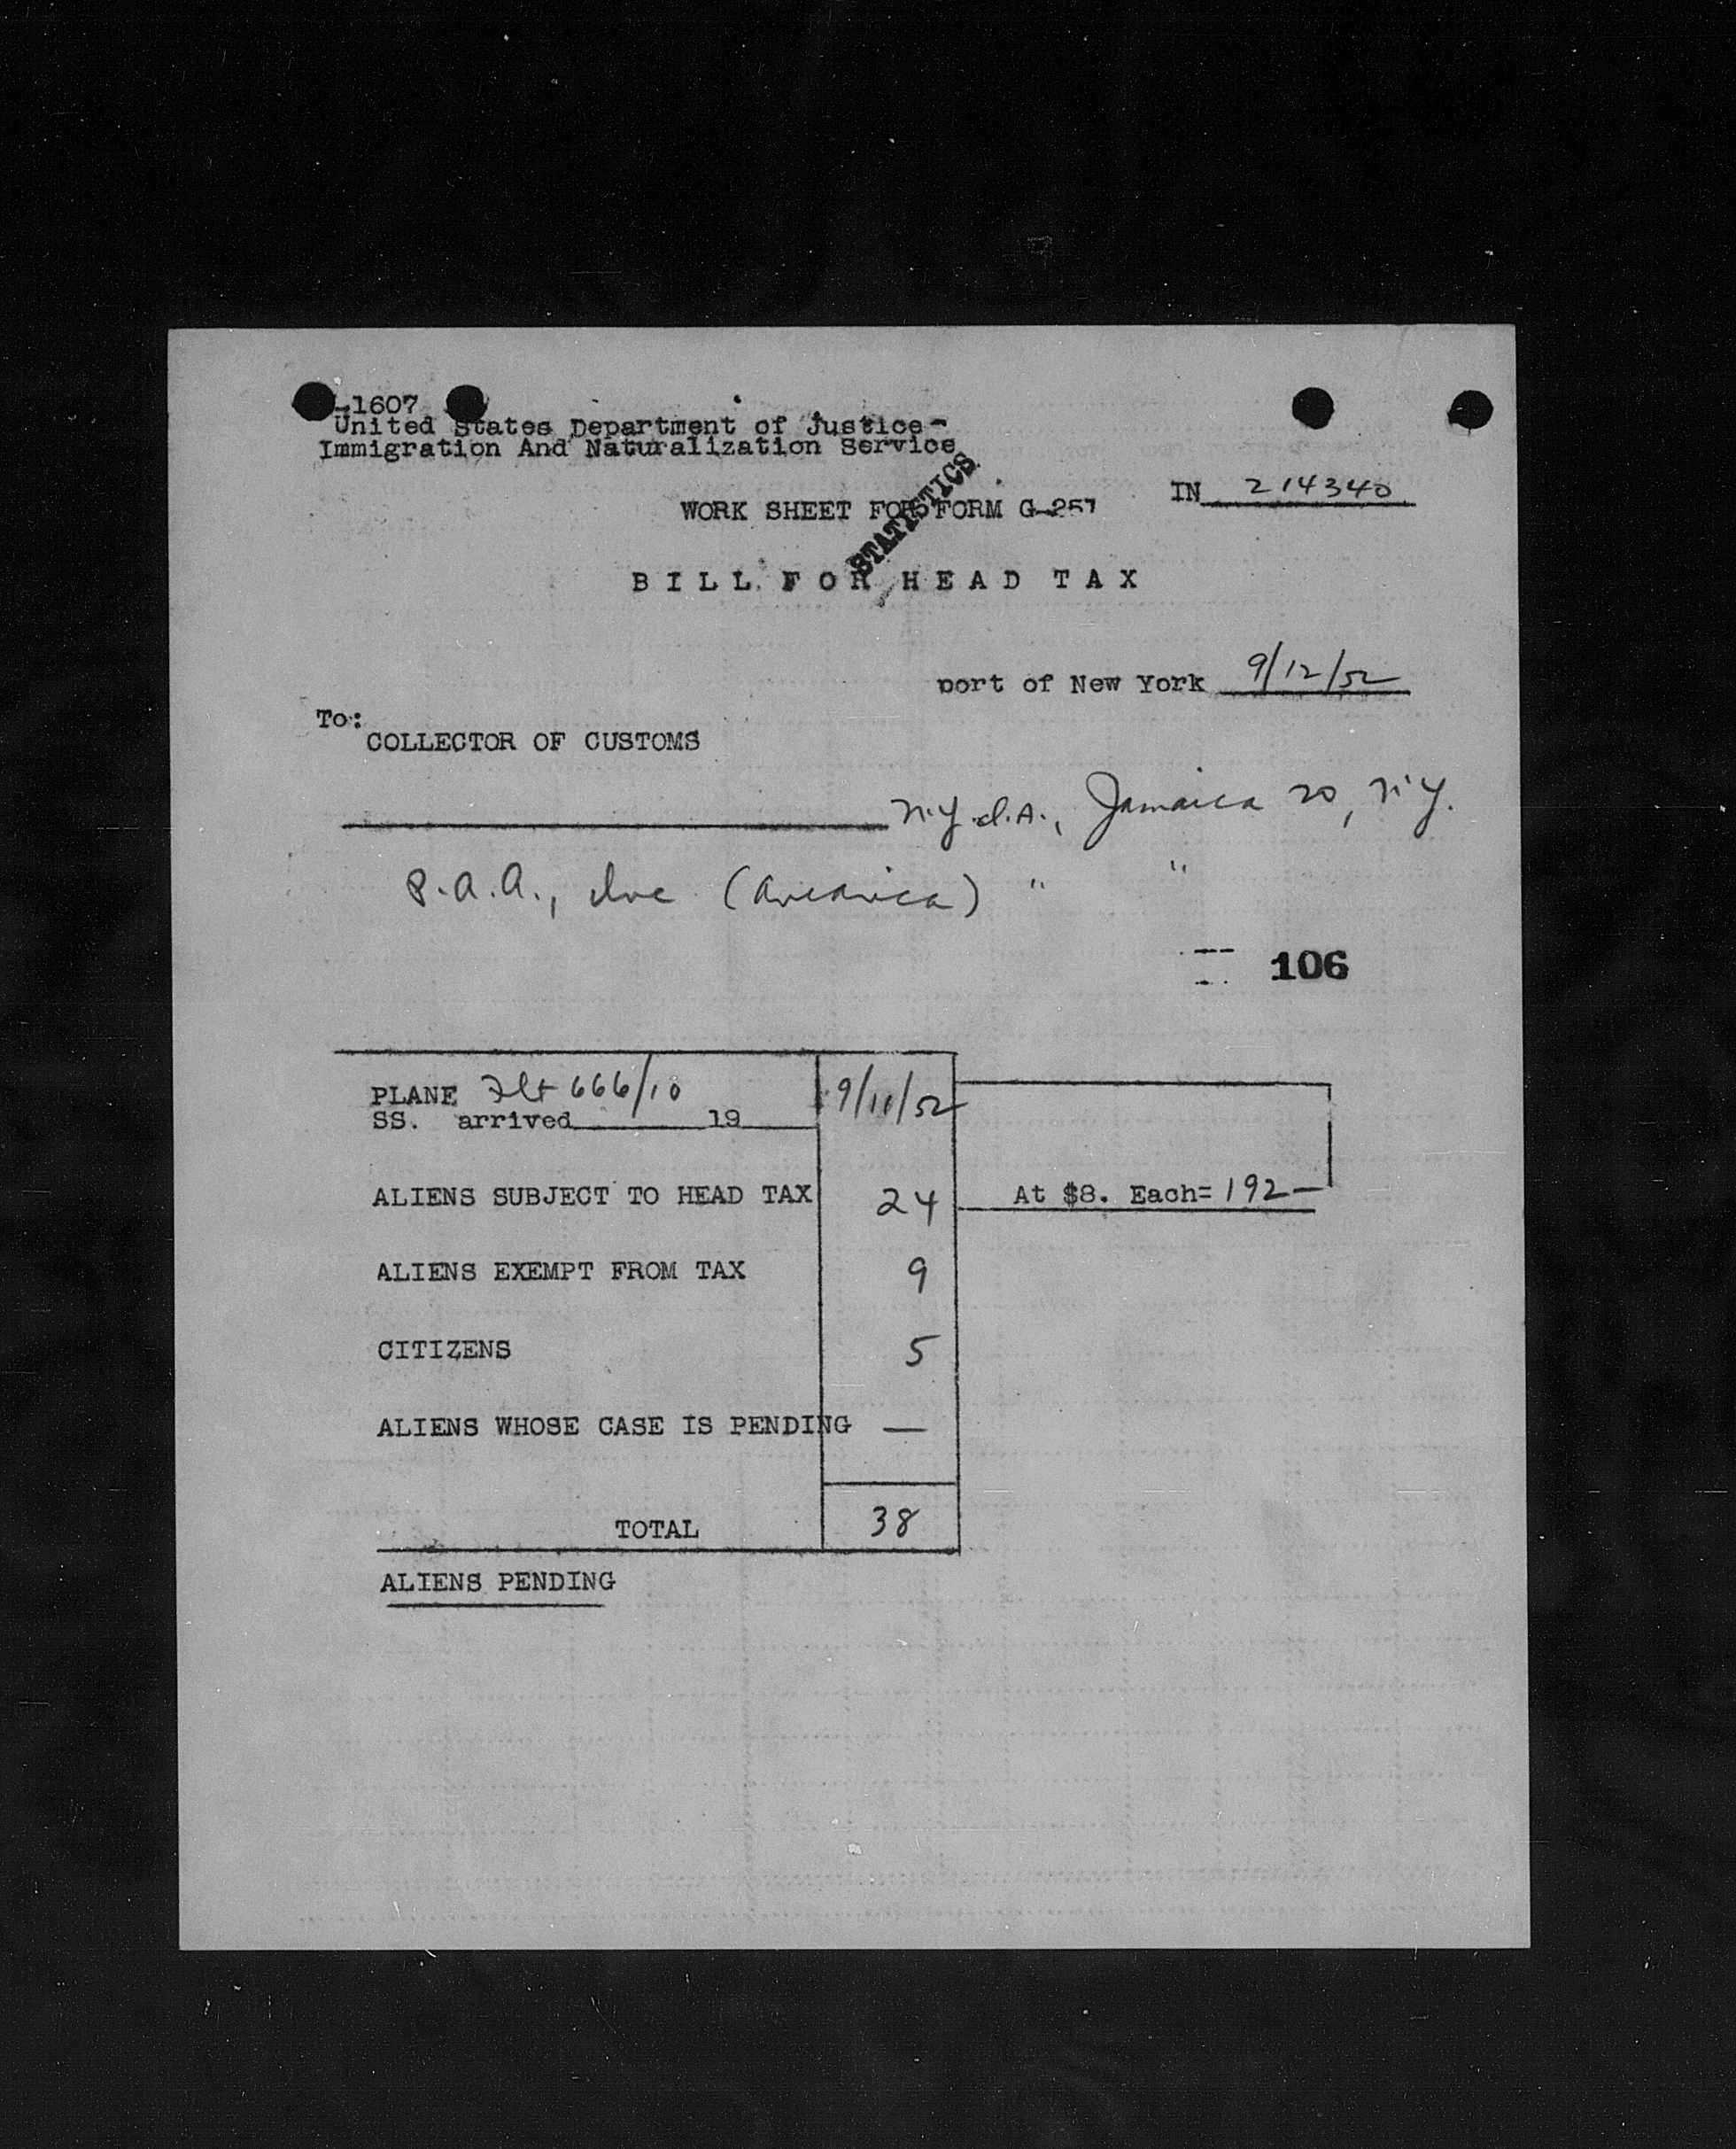 -1607
United States Department of Justice-
Immigration And Naturalization Service
STATISTICS
WORK SHEET FOR FORM G-257
IN 214340
BILL FOR HEAD TAX
port of New York 9/12/52
To:
COLLECTOR OF CUSTOMS
N.Y.I.A., Jamaica 20, N.Y.
P.A.A., Inc (America) " "
106
PLANE Flt 666/10 9/11/52
SS. arrived 19
ALIENS SUBJECT TO HEAD TAX 24 At $8. Each= 192—
ALIENS EXEMPT FROM TAX 9
CITIZENS 5
ALIENS WHOSE CASE IS PENDING —
TOTAL 38
ALIENS PENDING